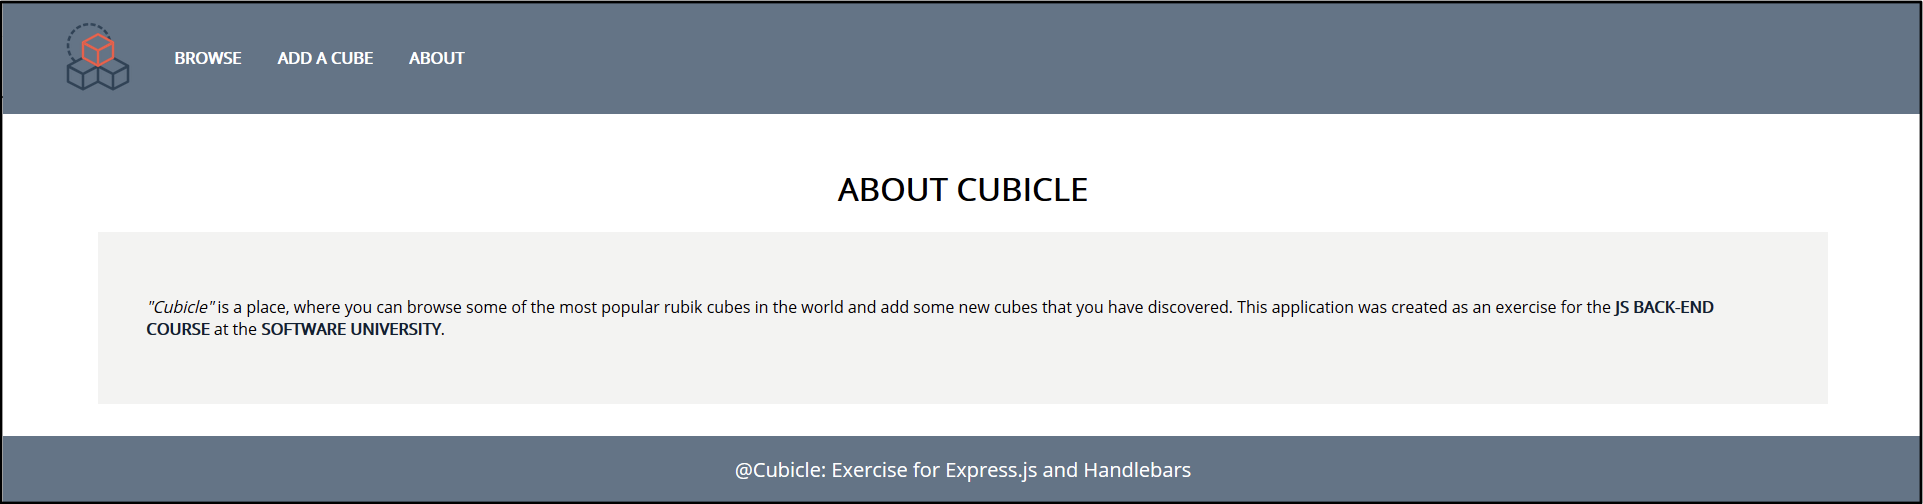 BROWSE ADD A CUBE ABOUT
ABOUT CUBICLE
"Cubicle" is a place, where you can browse some of the most popular rubik cubes in the world and add some new cubes that you have discovered. This application was created as an exercise for the JS BACK-END
COURSE at the SOFTWARE UNIVERSITY.
@Cubicle: Exercise for Express.js and Handlebars